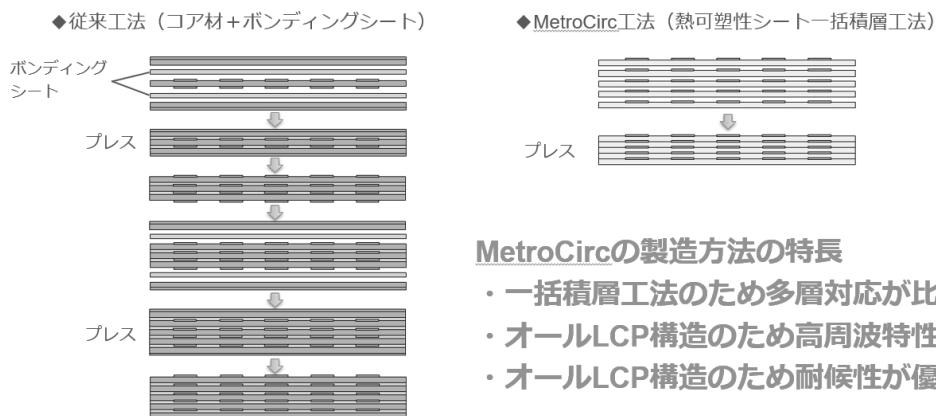 ◆従来工法（コア材＋ボンディングシート）
ボンディング
シート
プレス
プレス
◆MetroCirc工法（熱可塑性シート一括積層工法）
プレス
MetroCircの製造方法の特長
・一括積層工法のため多層対応が比
・オールLCP構造のため高周波特性
・オールLCP構造のため耐候性が優